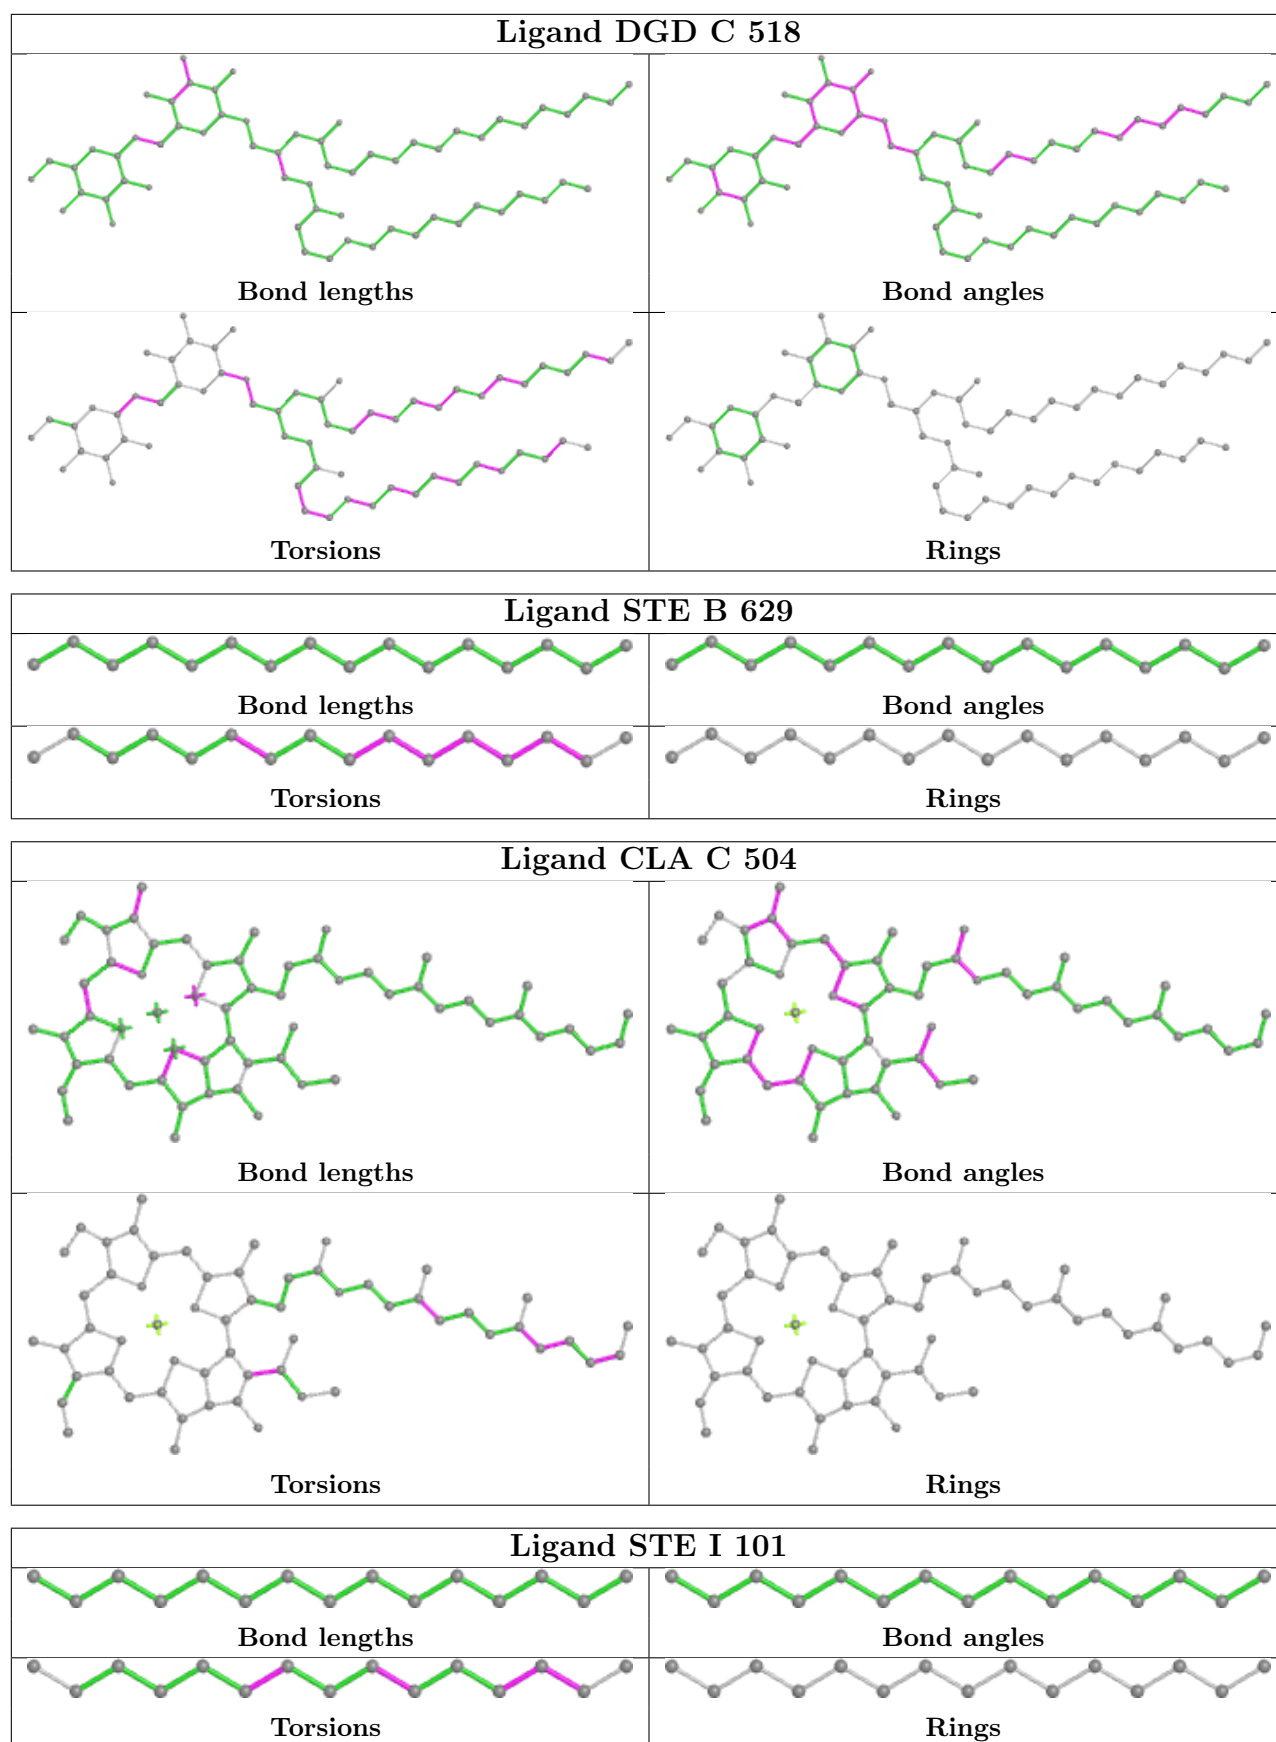 Ligand DGD C 518
Bond lengths
Bond angles
Torsions
Rings
Ligand STE B 629
Bond lengths
Bond angles
Torsions
Rings
Ligand CLA C 504
Bond lengths
Bond angles
Torsions
Rings
Ligand STE I 101
Bond lengths
Bond angles
Torsions
Rings